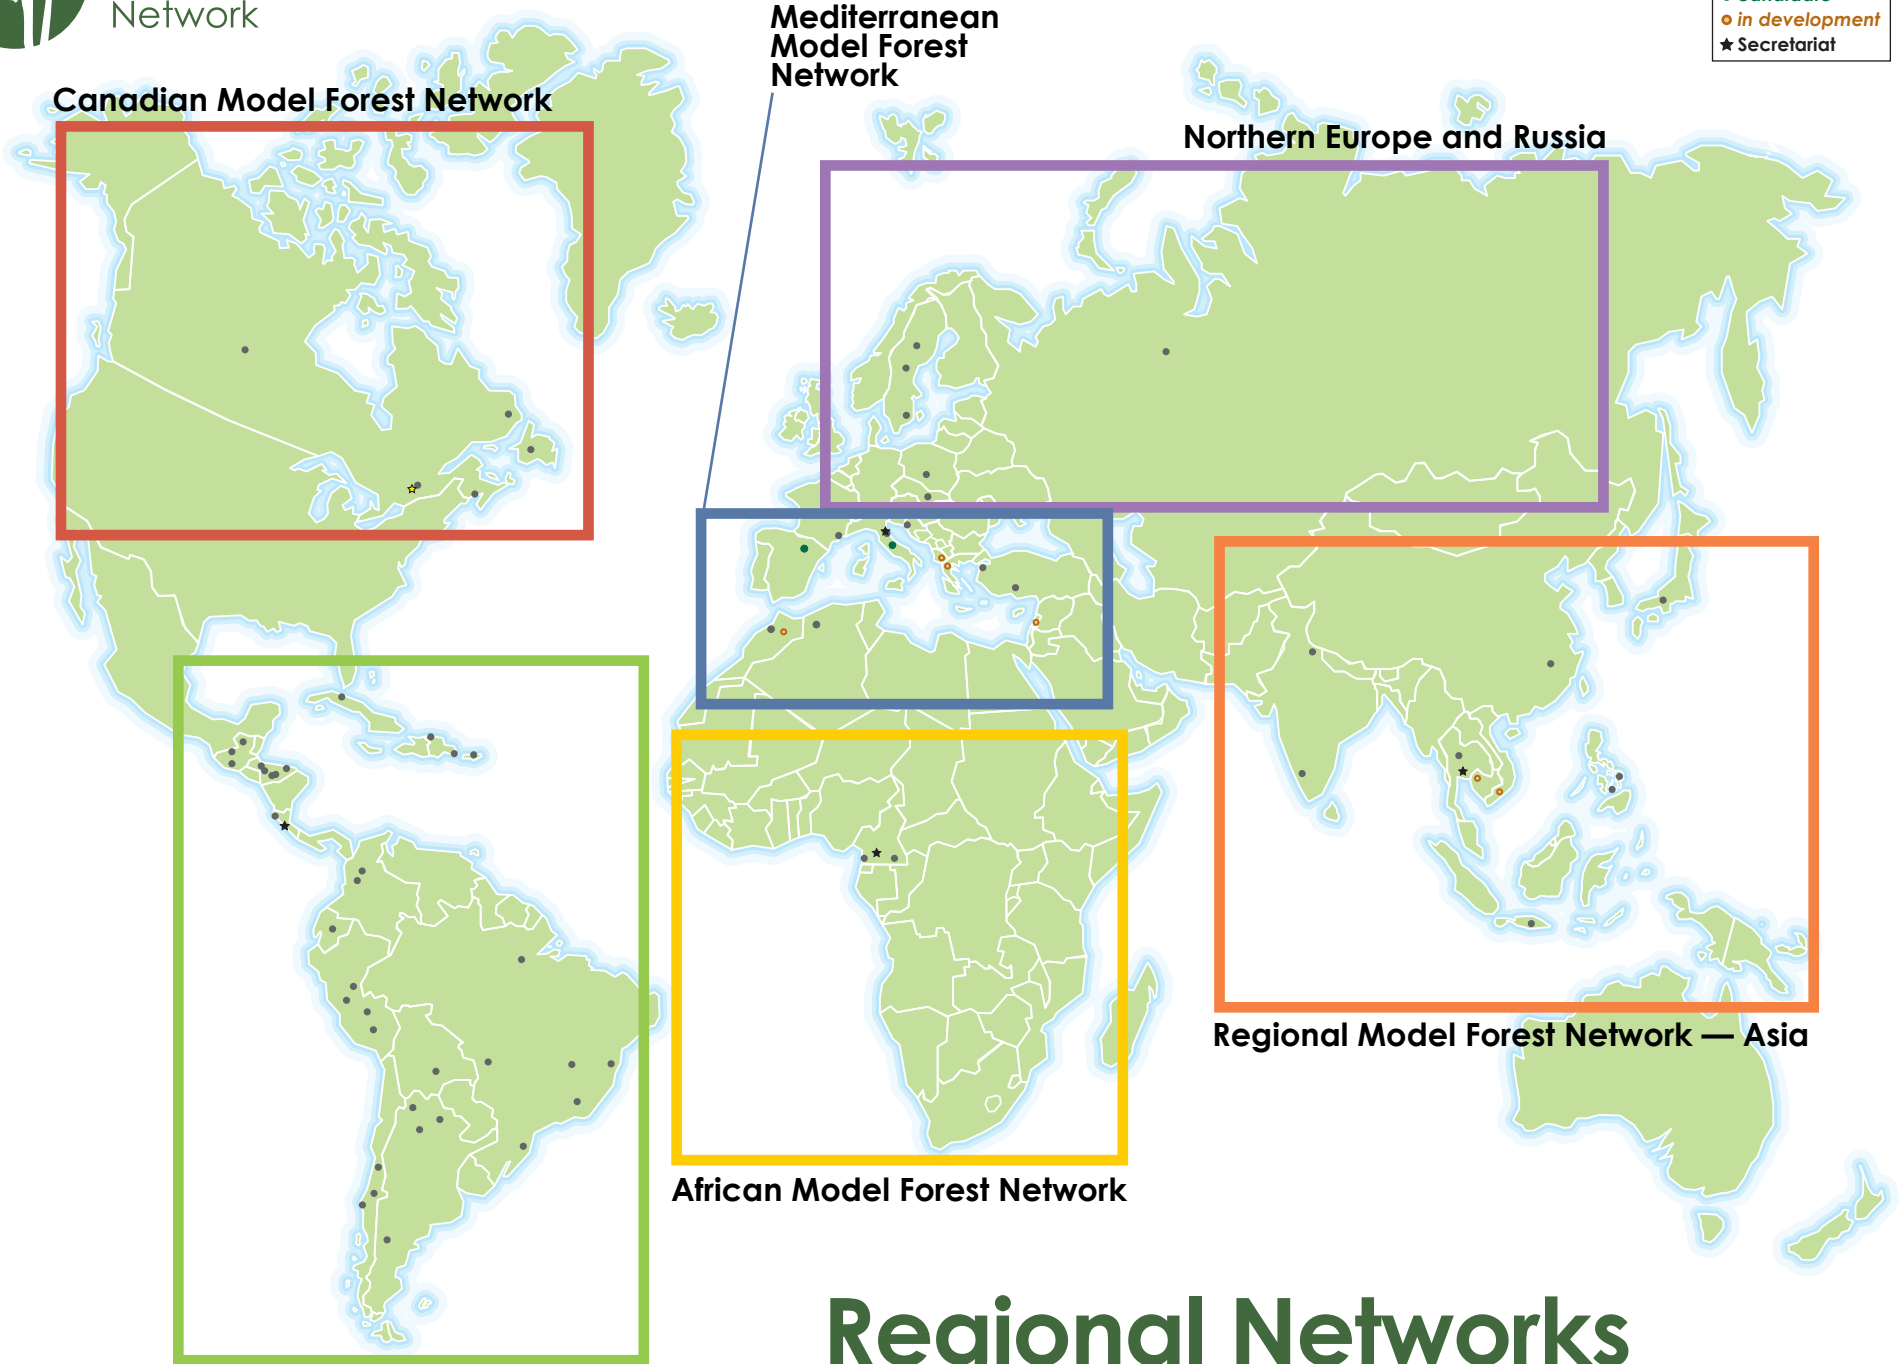 Network
Mediterranean
Model Forest
Network
in development
Secretariat
Canadian Model Forest Network
Northern Europe and Russia
Regional Model Forest Network — Asia
African Model Forest Network
Regional Networks